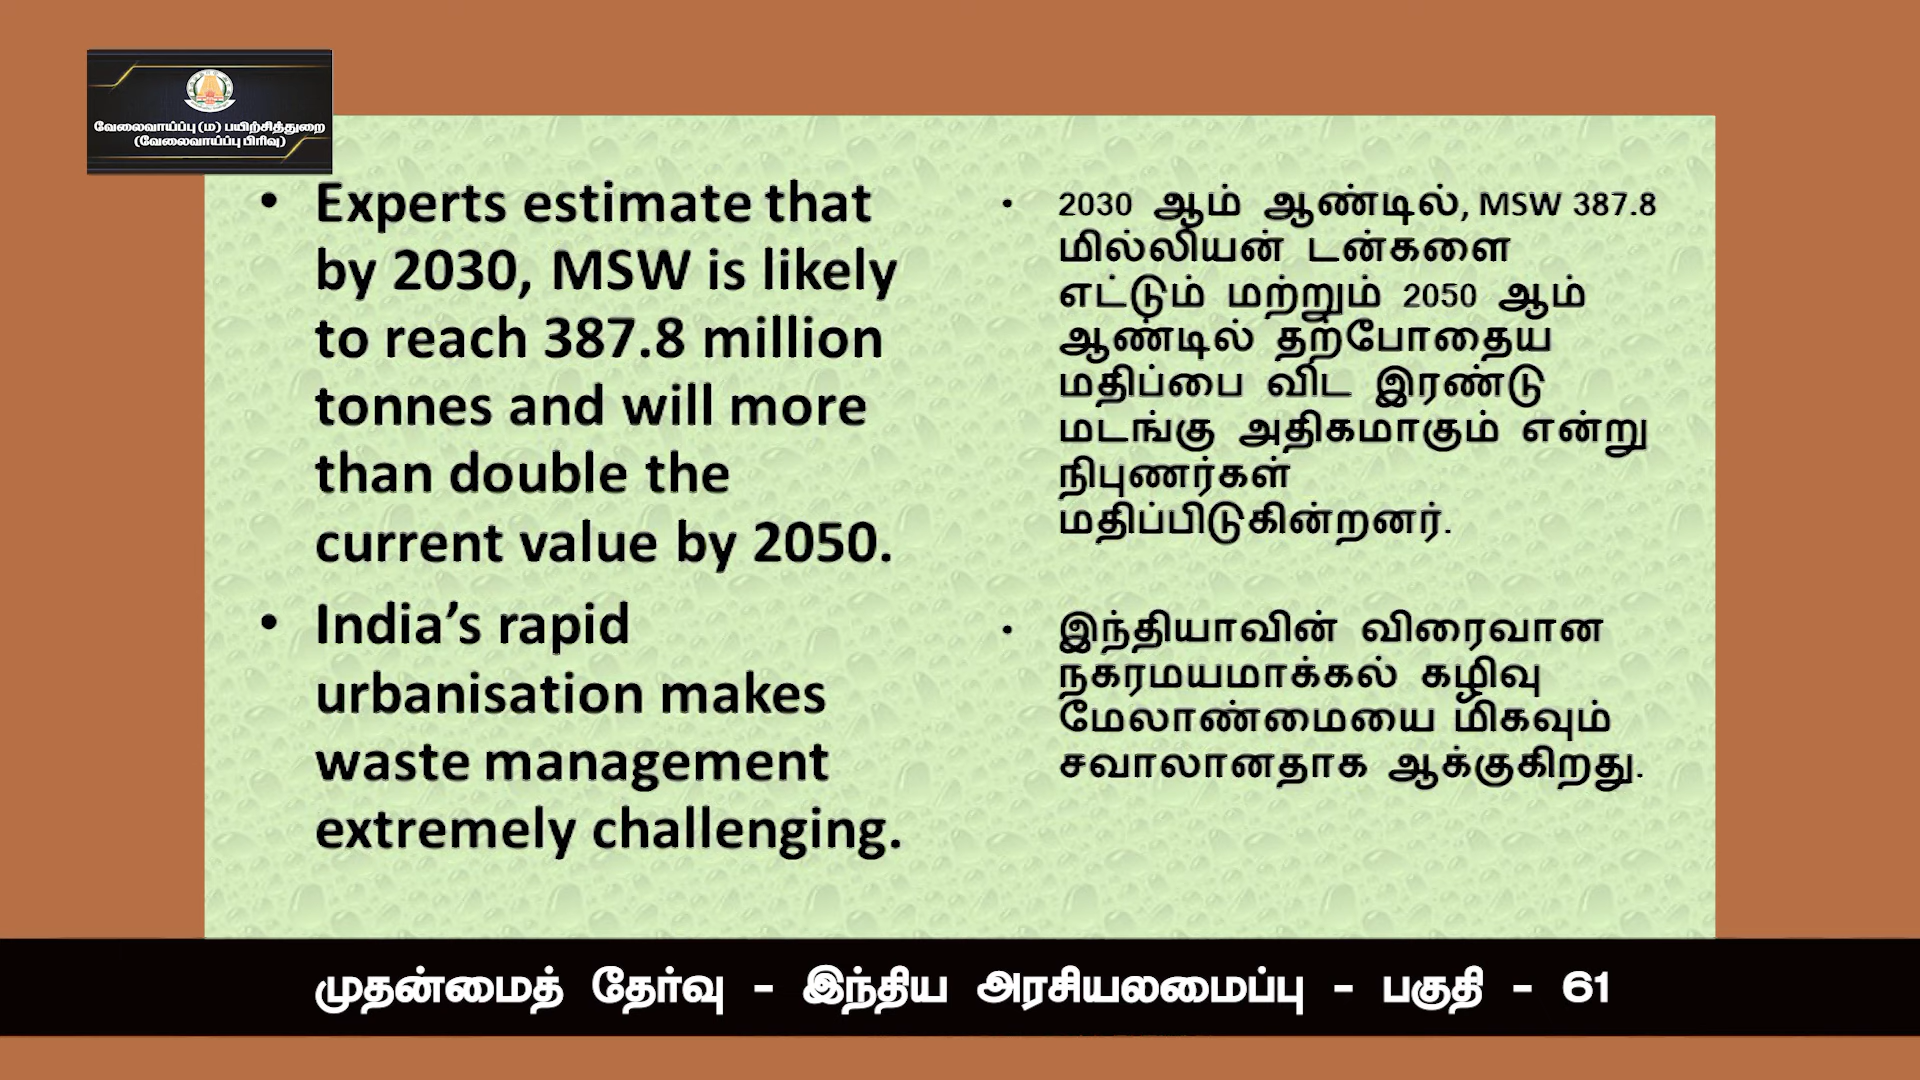 வேலைவாய்ப்பு (ம) பயிற்சித்துறை
(வேலைவாய்ப்பு பிரிவு)
• Experts estimate that
by 2030, MSW is likely
to reach 387.8 million
tonnes and will more
than double the
current value by 2050.
• India’s rapid
urbanisation makes
waste management
extremely challenging.
• 2030 ஆம் ஆண்டில், MSW 387.8
மில்லியன் டன்களை
எட்டும் மற்றும் 2050 ஆம்
ஆண்டில் தற்போதைய
மதிப்பை விட இரண்டு
மடங்கு அதிகமாகும் என்று
நிபுணர்கள்
மதிப்பிடுகின்றனர்.
• இந்தியாவின் விரைவான
நகரமயமாக்கல் கழிவு
மேலாண்மையை மிகவும்
சவாலானதாக ஆக்குகிறது.
முதன்மைத் தேர்வு - இந்திய அரசியலமைப்பு - பகுதி - 61